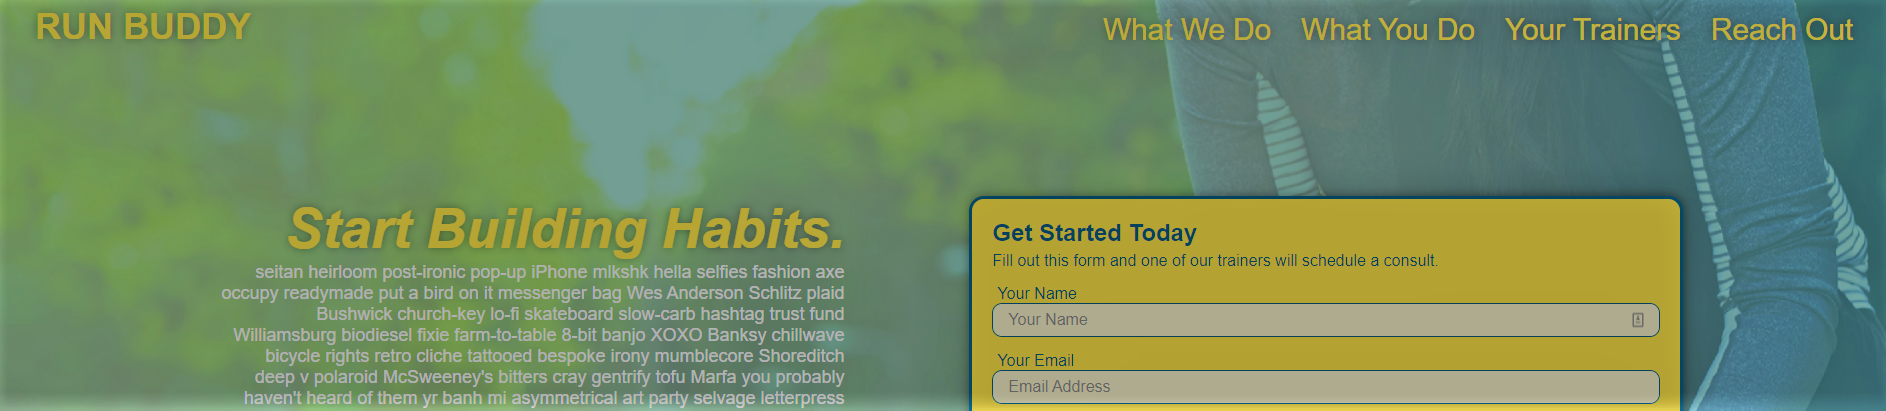 RUN BUDDY
What We Do What You Do Your Trainers Reach Out
Start Building Habits.
seitan heirloom post-ironic pop-up iPhone mlkshk hella selfies fashion axe
occupy readymade put a bird on it messenger bag Wes Anderson Schlitz plaid
Bushwick church-key lo-fi skateboard slow-carb hashtag trust fund
Williamsburg biodiesel fixie farm-to-table 8-bit banjo XOXO Banksy chillwave
bicycle rights retro cliche tattooed bespoke irony mumblecore Shoreditch
deep v polaroid McSweeney's bitters cray gentrify tofu Marfa you probably
haven't heard of them yr banh mi asymmetrical art party selvage letterpress
Get Started Today
Fill out this form and one of our trainers will schedule a consult.
Your Name
Your Name
Your Email
Email Address